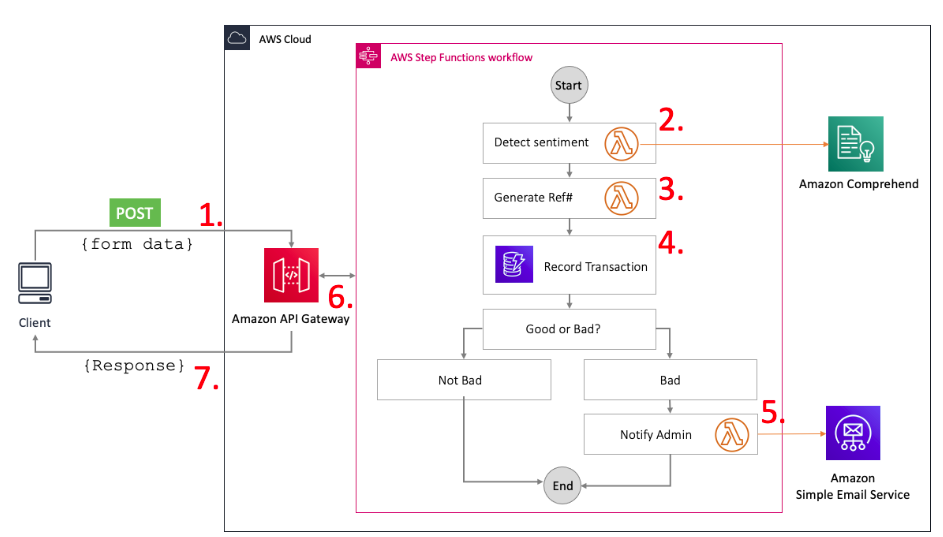 AWS Cloud
AWS Step Functions workflow
Start
2.
Detect sentiment
Amazon Comprehend
3.
Generate Ref#
POST
1.
{form data}
4.
Record Transaction
6.
Client
Amazon API Gateway
Good or Bad?
{Response}
7.
Not Bad
Bad
5.
Notify Admin
Amazon
Simple Email Service
End